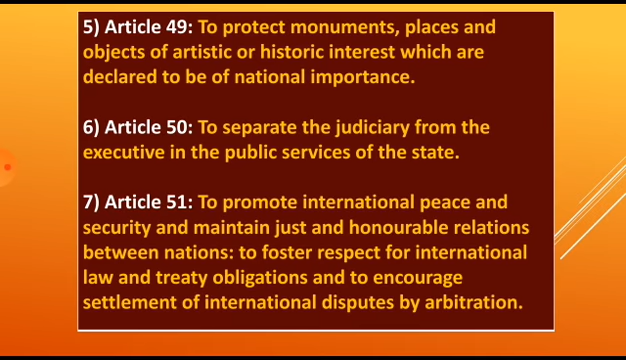 5) Article 49: To protect monuments, places and
objects of artistic or historic interest which are
declared to be of national importance.
6) Article 50: To separate the judiciary from the
executive in the public services of the state.
7) Article 51: To promote international peace and
security and maintain just and honourable relations
between nations: to foster respect for international
law and treaty obligations and to encourage
settlement of international disputes by arbitration.